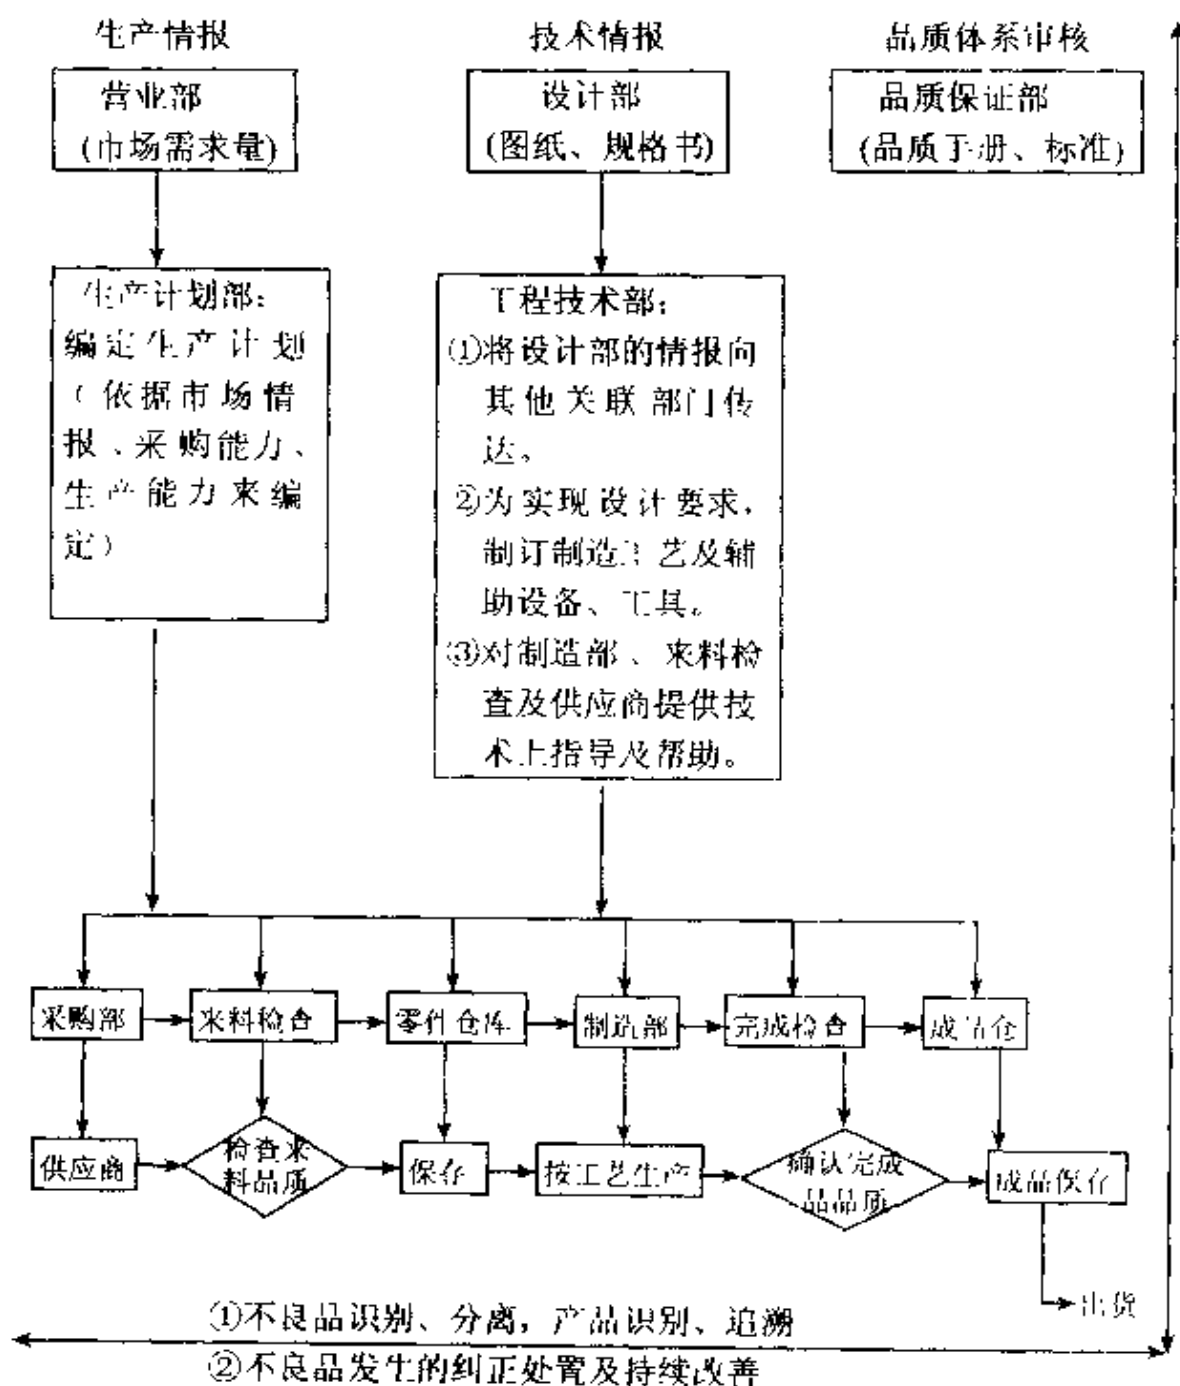 生产情报
技术情报
品质体系审核
营业部
(市场需求量)
设计部
(图纸、规格书)
品质保证部
(品质手册、标准)
生产计划部：
编定生产计划
(依据市场情
报、采购能力、
生产能力来编
定)
工程技术部：
①将设计部的情报向
其他关联部门传
达。
②为实现设计要求,
制订制造工艺及辅
助设备、工具。
③对制造部、来料检
查及供应商提供技
术上指导及帮助。
采购部
来料检查
零件仓库
制造部
完成检查
成品仓
供应商
检查来
料品质
保存
按工艺生产
确认完成
品品质
成品保存
出货
①不良品识别、分离，产品识别、追溯
②不良品发生的纠正处置及持续改善